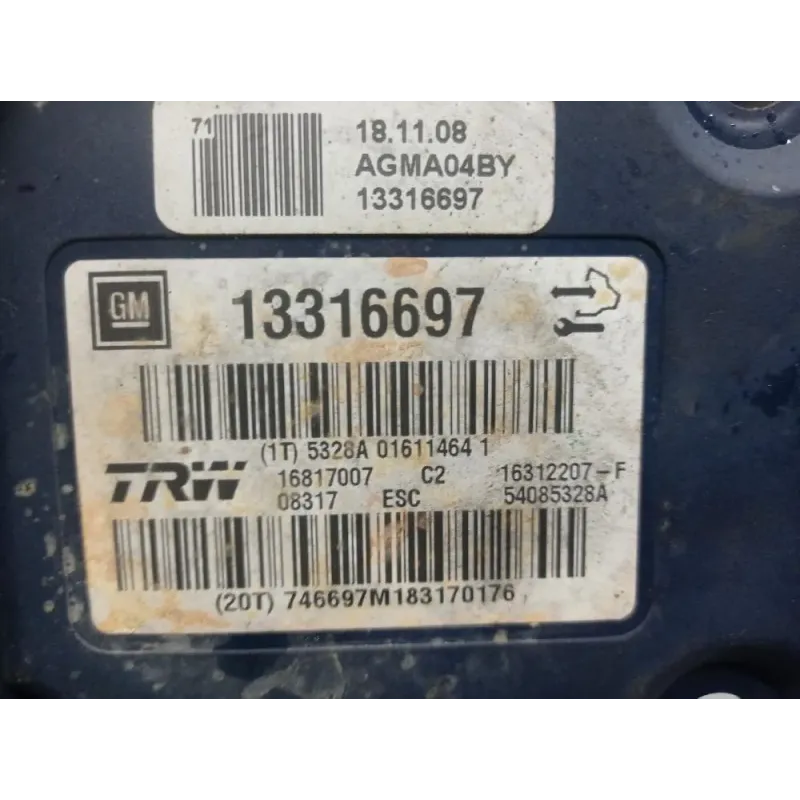 71
18.11.08
AGMA04BY
13316697
GM
13316697
(1T) 5328A 01611464 1
TRW
16817007 C2 16312207-F
08317 ESC 54085328A
(20T) 746697M183170176